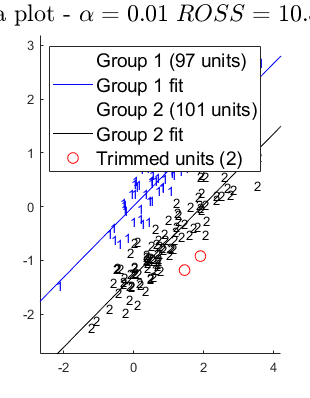 a plot - α = 0.01 ROSS = 10.
Group 1 (97 units)
Group 1 fit
Group 2 (101 units)
Group 2 fit
Trimmed units (2)
3
2
1
0
-1
-2
-2 0 2 4